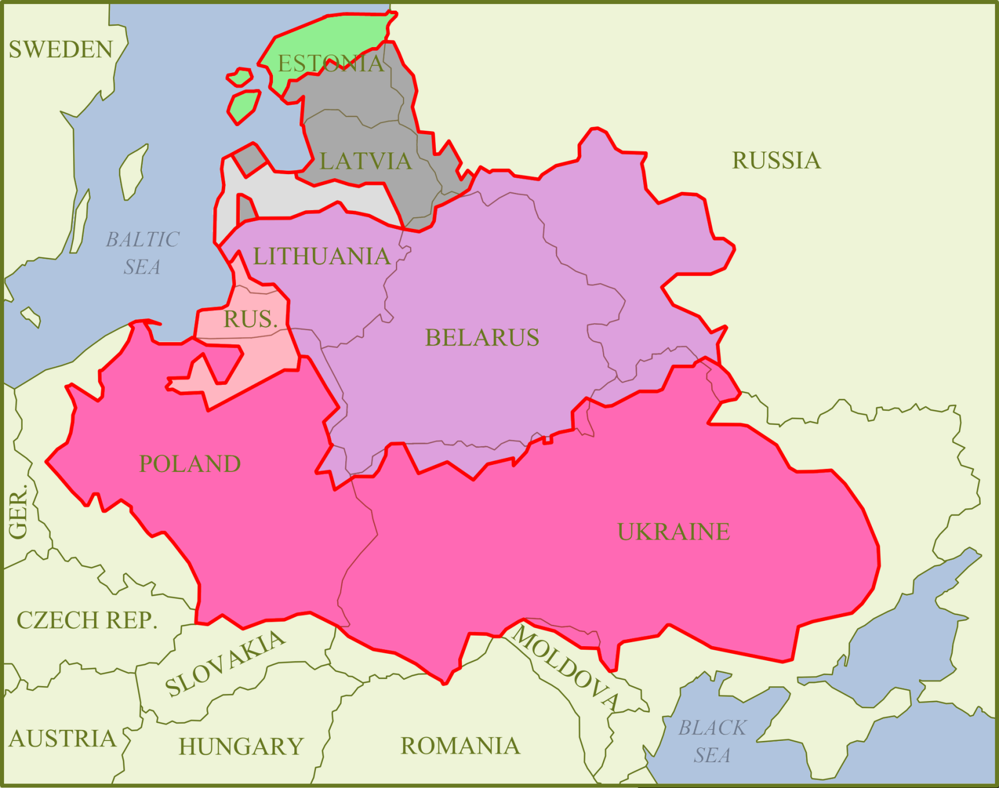 SWEDEN
ESTONIA
LATVIA
RUSSIA
BALTIC
SEA
LITHUANIA
RUS.
BELARUS
POLAND
GER.
UKRAINE
CZECH REP.
SLOVAKIA
MOLDOVA
AUSTRIA
HUNGARY
ROMANIA
BLACK
SEA